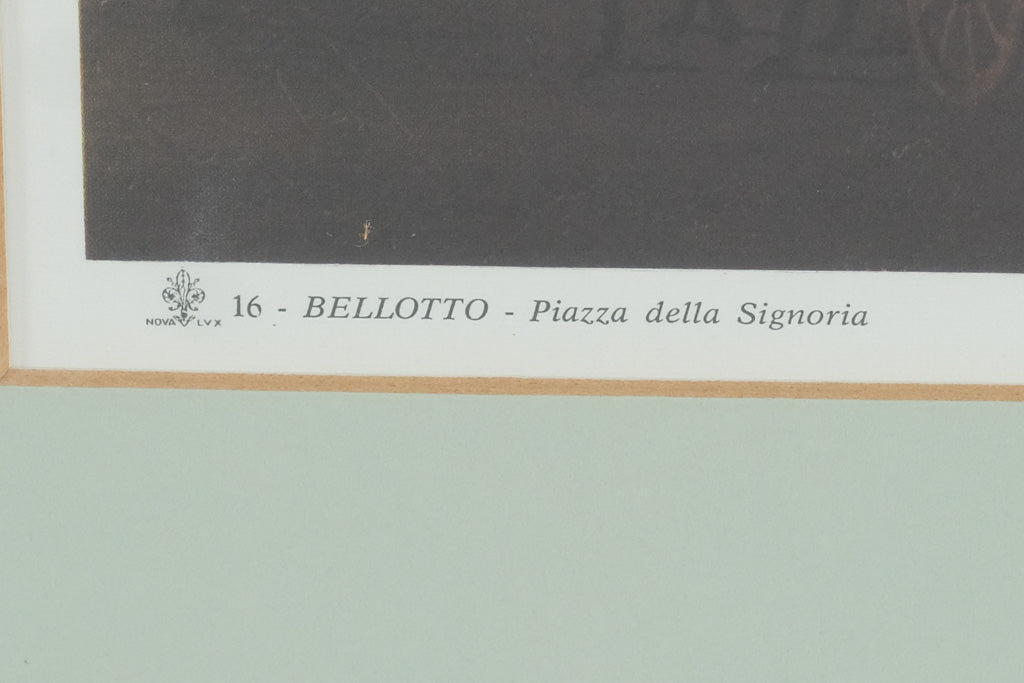 NOVA LVX
16 - BELLOTTO - Piazza della Signoria